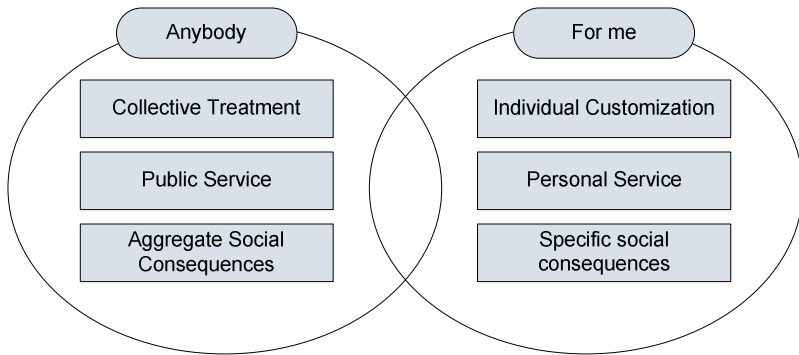 Anybody
Collective Treatment
Public Service
Aggregate Social
Consequences
For me
Individual Customization
Personal Service
Specific social
consequences